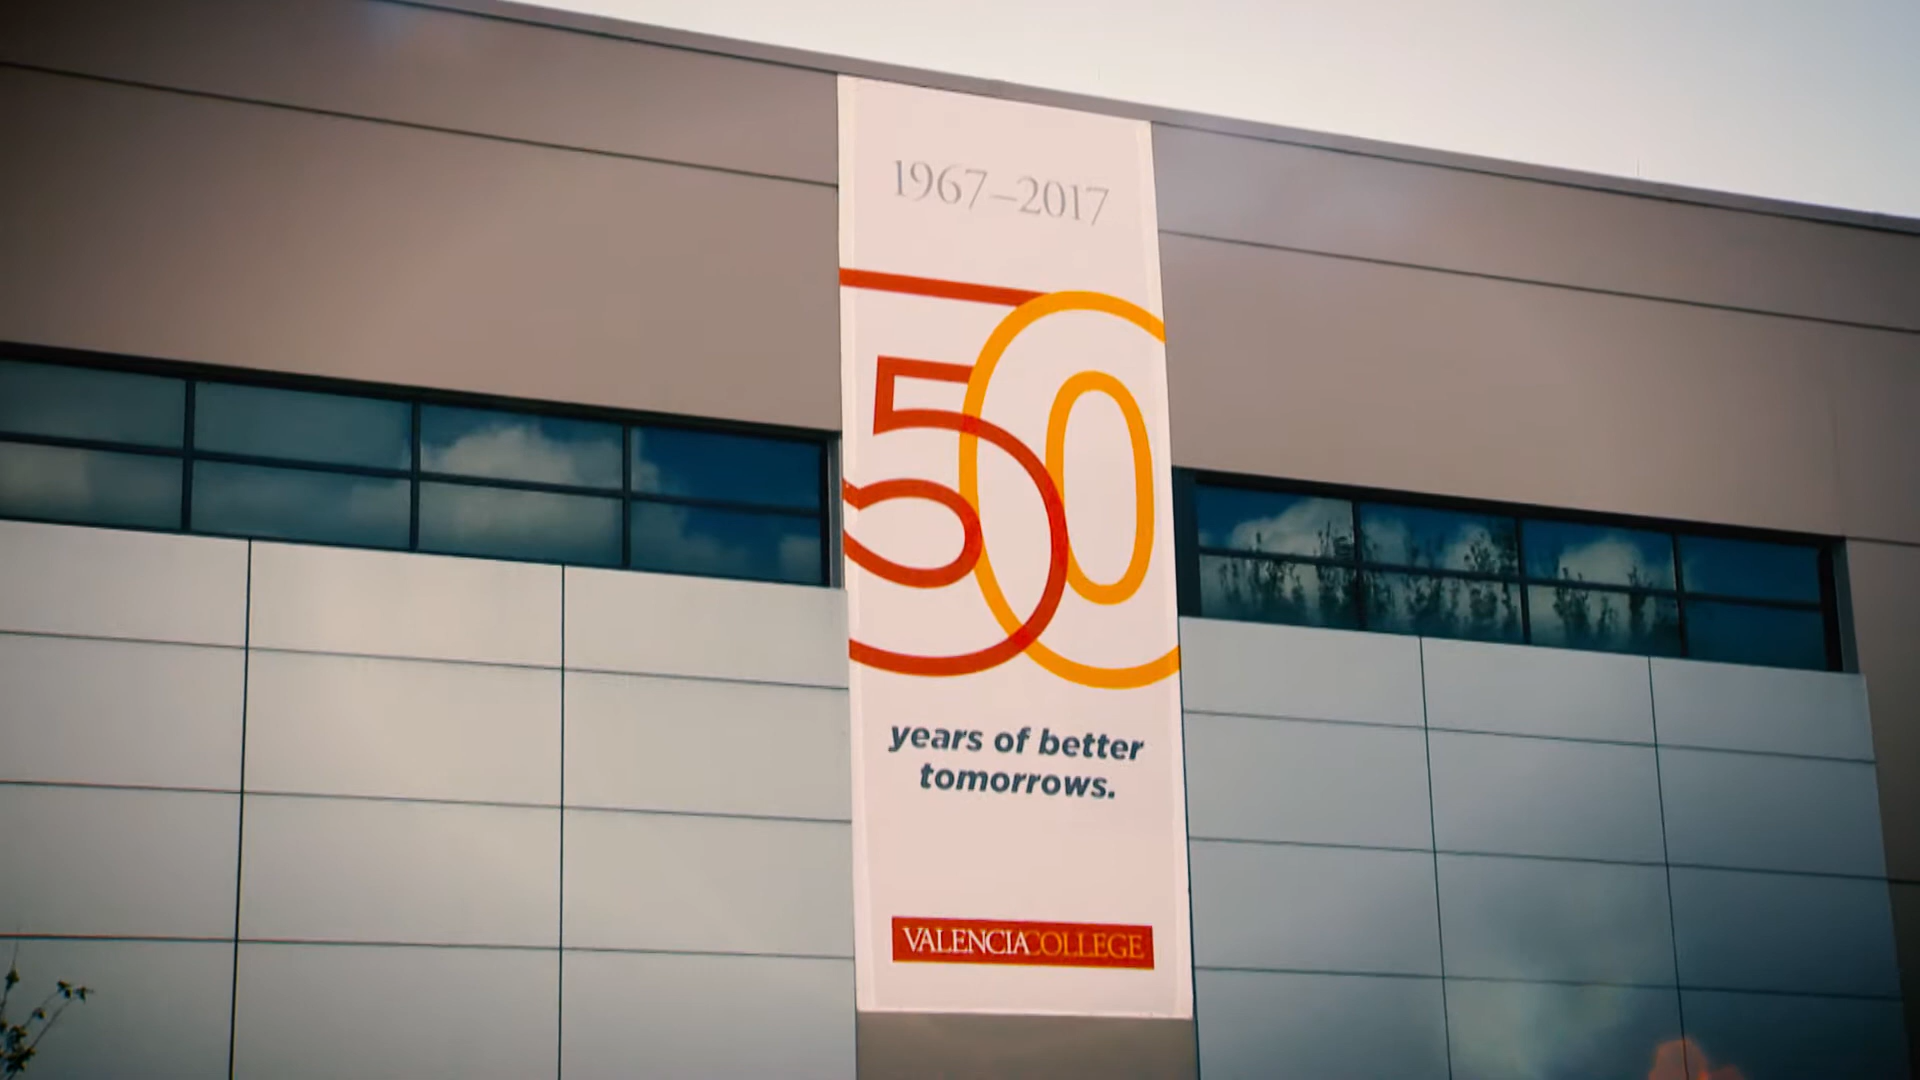 1967–2017
50
years of better
tomorrows.
VALENCIACOLLEGE